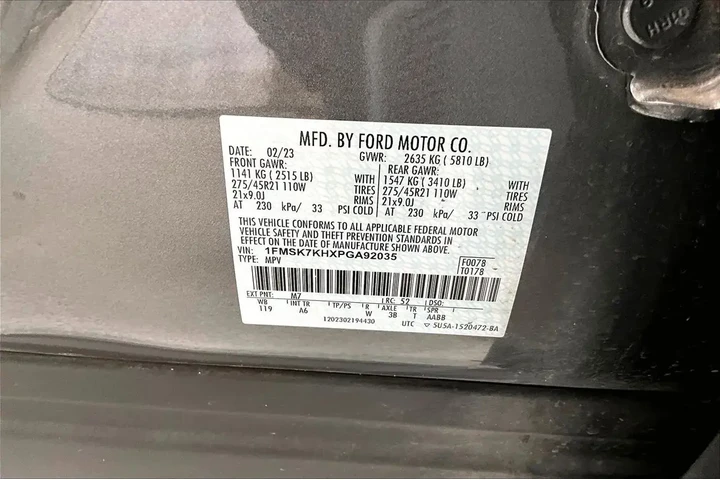 01RH
MFD. BY FORD MOTOR CO.
DATE: 02/23 GVWR: 2635 KG ( 5810 LB)
FRONT GAWR: REAR GAWR:
1141 KG ( 2515 LB) WITH 1547 KG ( 3410 LB) WITH
275/45R21 110W TIRES 275/45R21 110W TIRES
21x9.0J RIMS 21x9.0J RIMS
AT 230 kPa/ 33 PSI COLD AT 230 kPa/ 33 PSI COLD
THIS VEHICLE CONFORMS TO ALL APPLICABLE FEDERAL MOTOR
VEHICLE SAFETY AND THEFT PREVENTION STANDARDS IN
EFFECT ON THE DATE OF MANUFACTURE SHOWN ABOVE.
VIN: 1FMSK7KHXPGA92035 F0078
TYPE: MPV T0178
EXT PNT: M7 RC: 52 DSO:
WB INT TR TP/PS R AXLE TR SPR
119 A6 W 3B T AABB
1202302194430 UTC 5U5A-1520472-BA